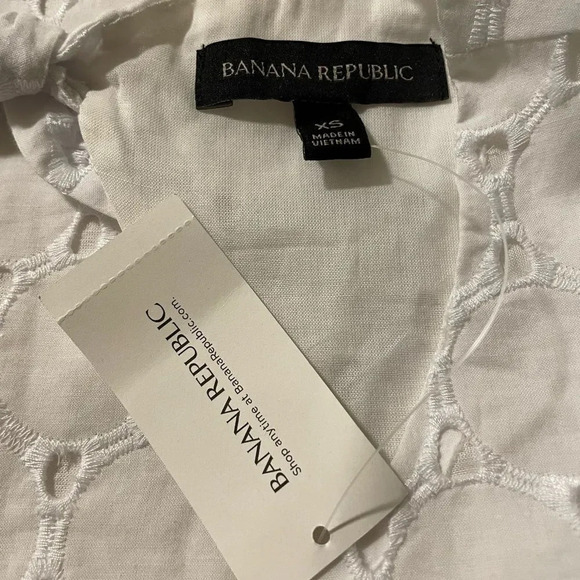 BANANA REPUBLIC
XS
MADE IN
VIETNAM
BANANA REPUBLIC
Shop anytime at BananaRepublic.com.